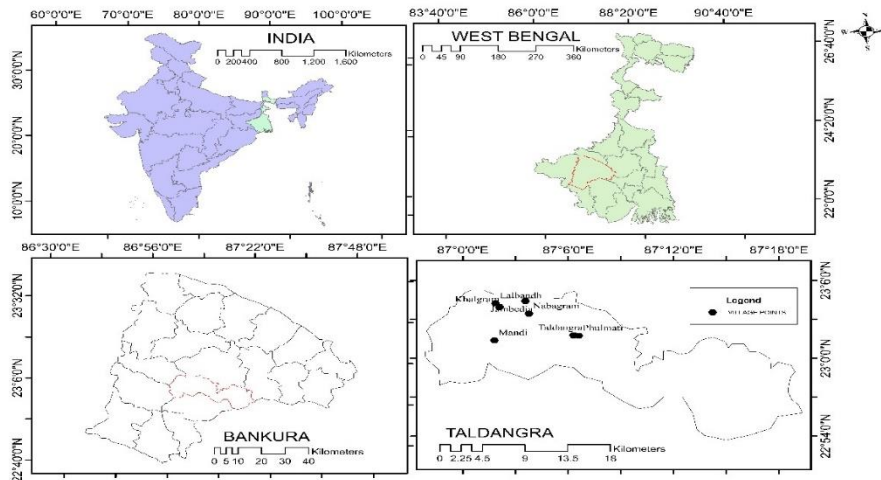 60°0'0"E 70°0'0"E 80°0'0"E 90°0'0"E 100°0'0"E
INDIA
0 200400 800 1,200 1,600
Kilometers
30°0'0"N
20°0'0"N
10°0'0"N
83°40'0"E 86°0'0"E 88°20'0"E 90°40'0"E
WEST BENGAL
Kilometers
0 45 90 180 270 360
26°40'0"N
24°20'0"N
22°0'0"N
N
W E
S
86°30'0"E 86°56'0"E 87°22'0"E 87°48'0"E
23°32'0"N
23°6'0"N
22°40'0"N
BANKURA
Kilometers
0 5 10 20 30 40
87°0'0"E 87°6'0"E 87°12'0"E 87°18'0"E
23°6'0"N
23°0'0"N
22°54'0"N
Khalgram
Lalbandh
Jambedia
Nabagram
Taldangra
Phulmati
Mandi
Legend
VILLAGE POINTS
TALDANGRA
Kilometers
0 2.25 4.5 9 13.5 18